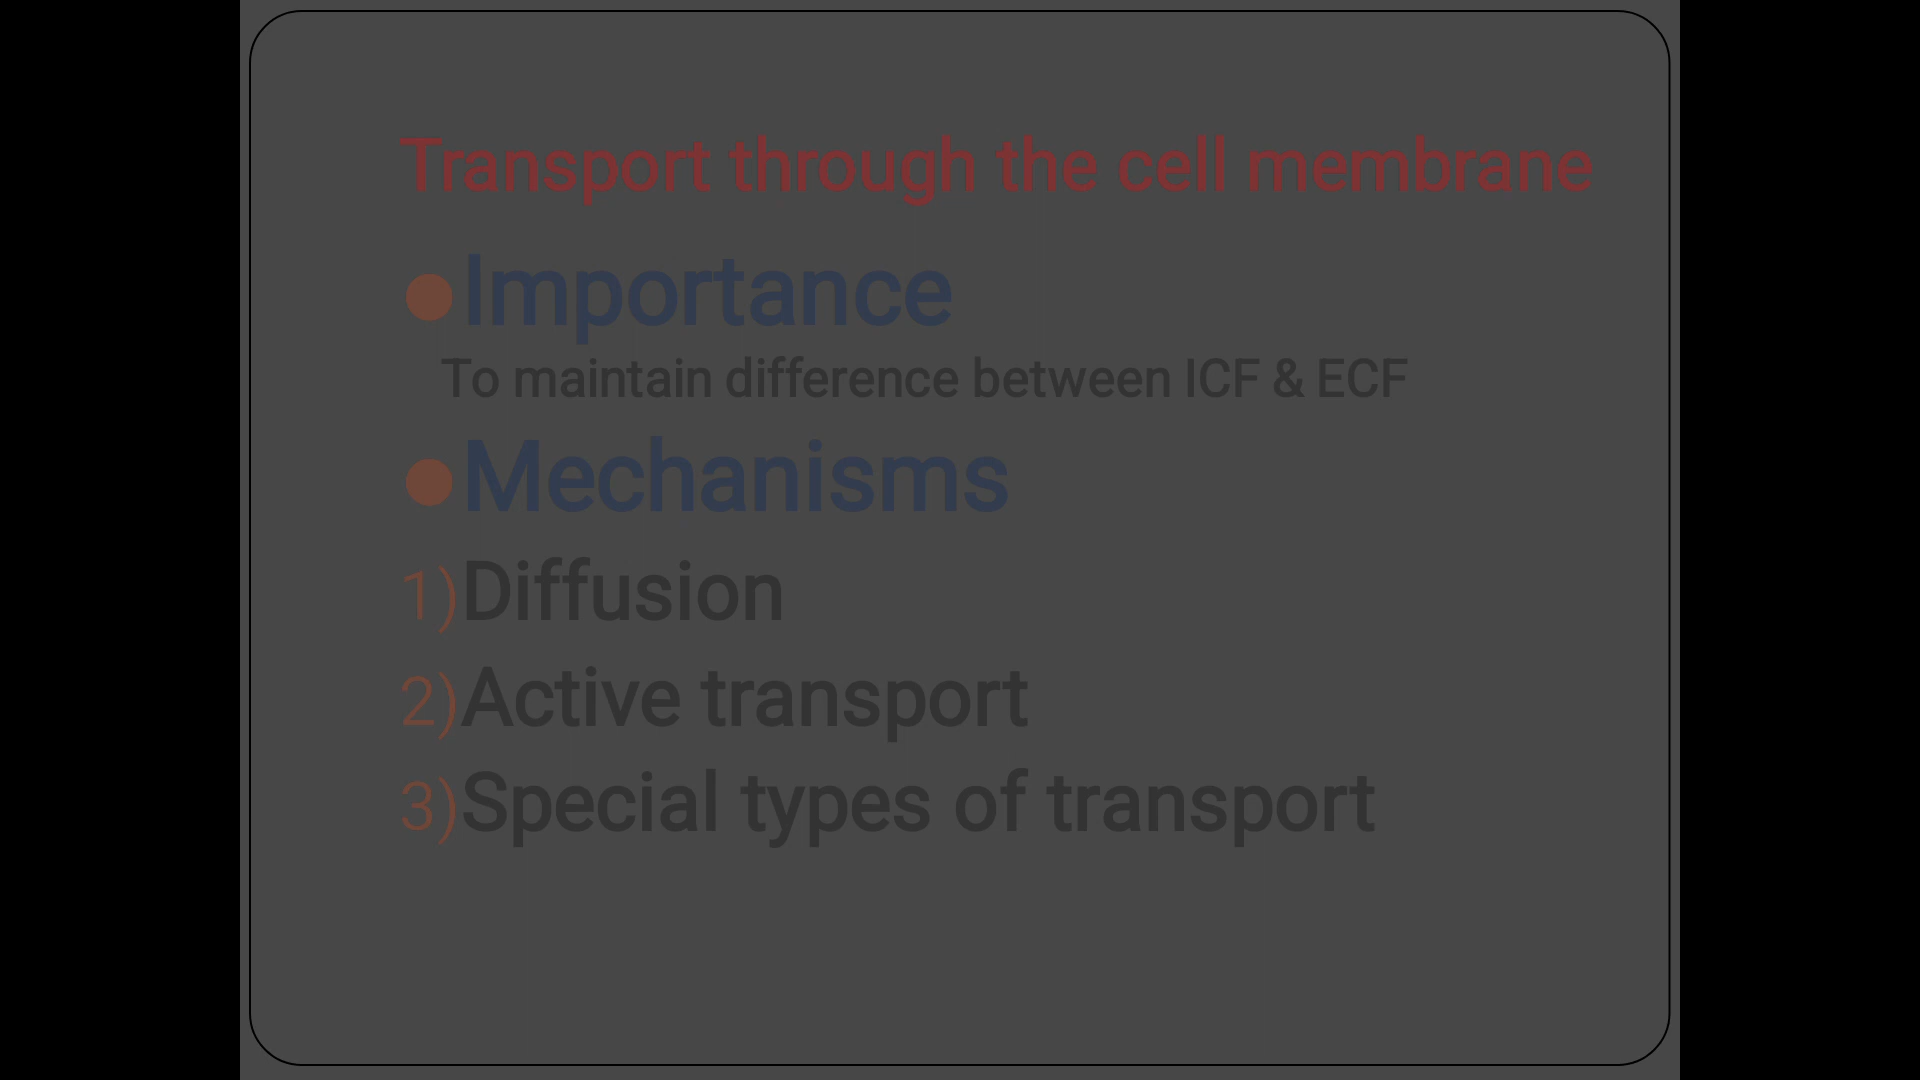 Transport through the cell membrane
●Importance
To maintain difference between ICF & ECF
●Mechanisms
1)Diffusion
2)Active transport
3)Special types of transport